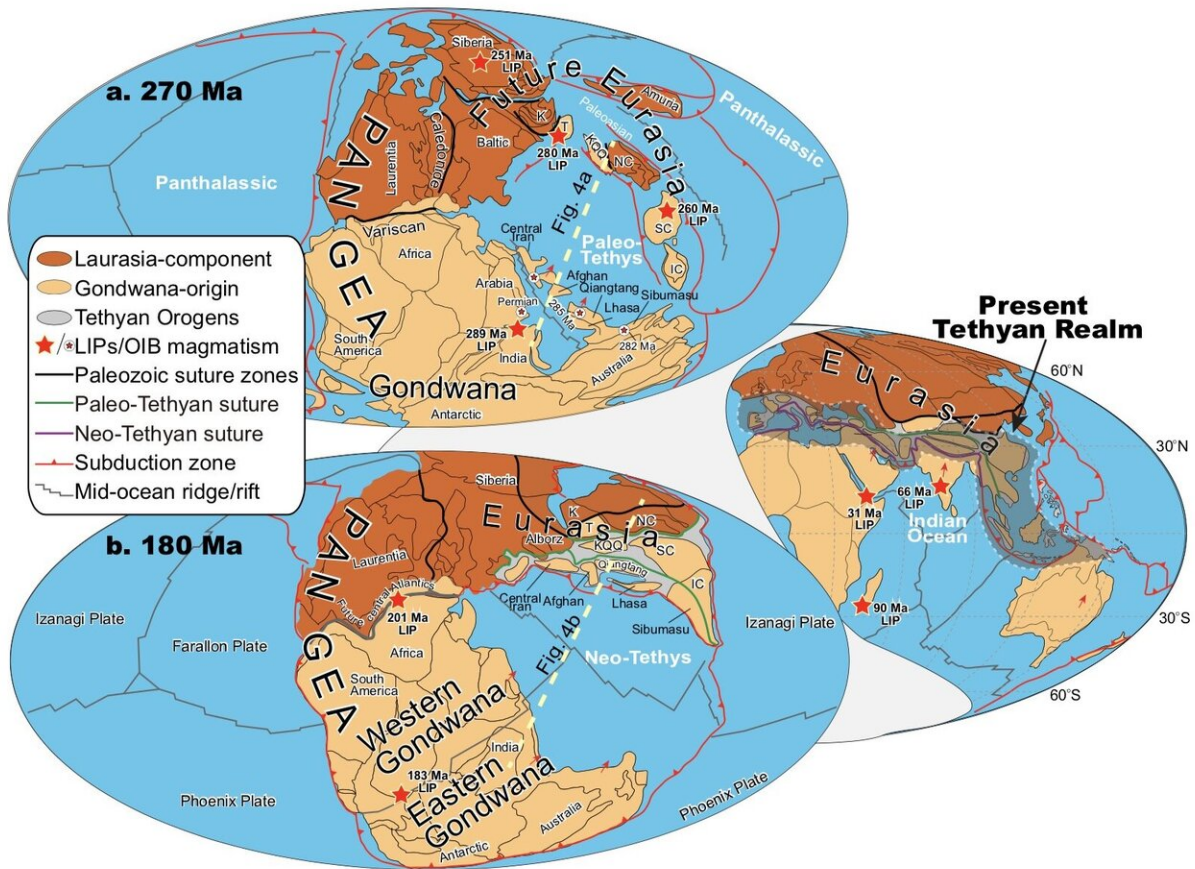 a. 270 Ma
Siberia
251 Ma
LIP
Future Eurasia
Amuria
Panthalassic
Paleoasian
PANGEA
Laurentia
Caledonide
Baltic
K
T
280 Ma
LIP
KQQ
NC
Panthalassic
Fig. 4a
260 Ma
LIP
SC
IC
Variscan
Africa
Central
Iran
Paleo-
Tethys
Arabia
Afghan
Qiangtang
Sibumasu
Lhasa
Permian
285 Ma
289 Ma
LIP
282 Ma
South
America
India
Australia
Gondwana
Antarctic
Laurasia-component
Gondwana-origin
Tethyan Orogens
/ LIPs/OIB magmatism
Paleozoic suture zones
Paleo-Tethyan suture
Neo-Tethyan suture
Subduction zone
Mid-ocean ridge/rift
Present
Tethyan Realm
60°N
Eurasia
30°N
31 Ma
LIP
66 Ma
LIP
Indian
Ocean
90 Ma
LIP
30°S
60°S
b. 180 Ma
Siberia
PANGEA
Eurasia
K
T
NC
Alborz
KQQ
SC
Qiangtang
IC
Laurentia
Future Central Atlantics
201 Ma
LIP
Central
Iran
Afghan
Lhasa
Sibumasu
Izanagi Plate
Farallon Plate
Africa
Fig. 4b
Neo-Tethys
Izanagi Plate
South
America
Western
Gondwana
India
183 Ma
LIP
Eastern
Gondwana
Phoenix Plate
Australia
Antarctic
Phoenix Plate